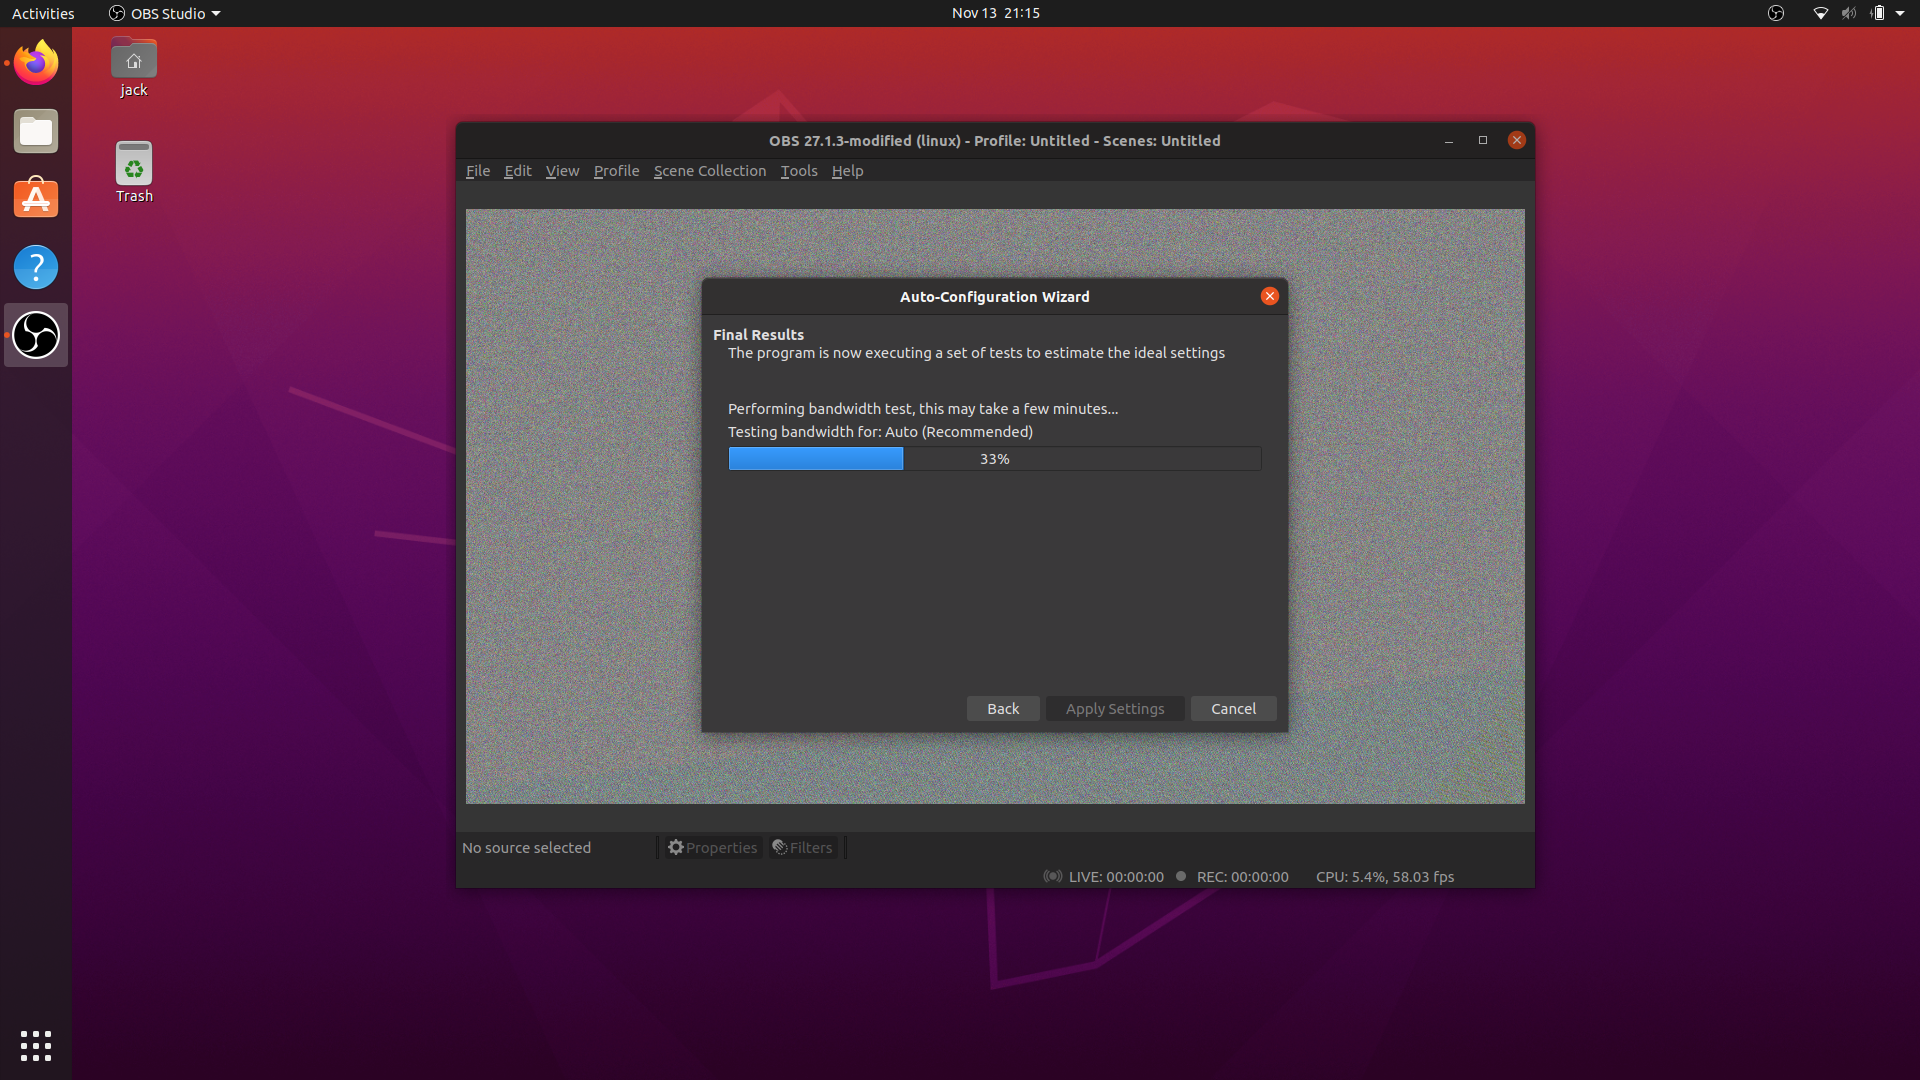 Activities
OBS Studio
Nov 13 21:15
jack
Trash
OBS 27.1.3-modified (linux) - Profile: Untitled - Scenes: Untitled
File Edit View Profile Scene Collection Tools Help
Auto-Configuration Wizard
Final Results
The program is now executing a set of tests to estimate the ideal settings
Performing bandwidth test, this may take a few minutes...
Testing bandwidth for: Auto (Recommended)
33%
Back Apply Settings Cancel
No source selected Properties Filters
LIVE: 00:00:00 REC: 00:00:00 CPU: 5.4%, 58.03 fps